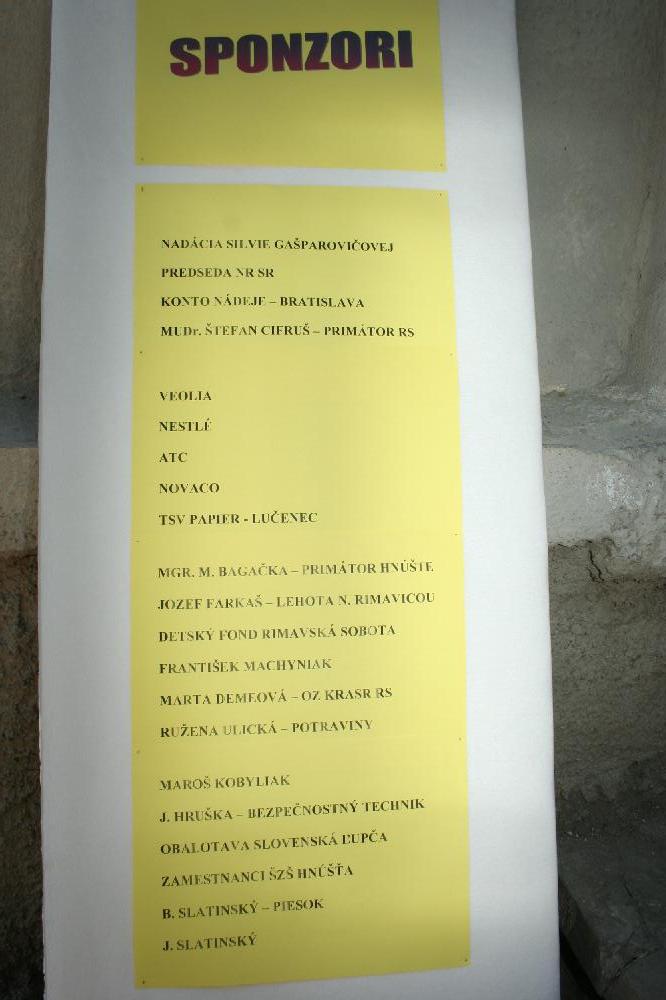 SPONZORI
NADÁCIA SILVIE GAŠPAROVIČOVEJ
PREDSEDA NR SR
KONTO NÁDEJE – BRATISLAVA
MUDr. ŠTEFAN CIFRUŠ – PRIMÁTOR RS
VEOLIA
NESTLÉ
ATC
NOVACO
TSV PAPIER - LUČENEC
MGR. M. BAGAČKA – PRIMÁTOR HNÚŠTE
JOZEF FARKAŠ – LEHOTA N. RIMAVICOU
DETSKÝ FOND RIMAVSKÁ SOBOTA
FRANTIŠEK MACHYNIAK
MARTA DEMEOVÁ – OZ KRASR RS
RUŽENA ULICKÁ – POTRAVINY
MAROŠ KOBYLIAK
J. HRUŠKA – BEZPEČNOSTNÝ TECHNIK
OBALOTAVA SLOVENSKÁ ĽUPČA
ZAMESTNANCI ŠZŠ HNÚŠŤA
B. SLATINSKÝ – PIESOK
J. SLATINSKÝ